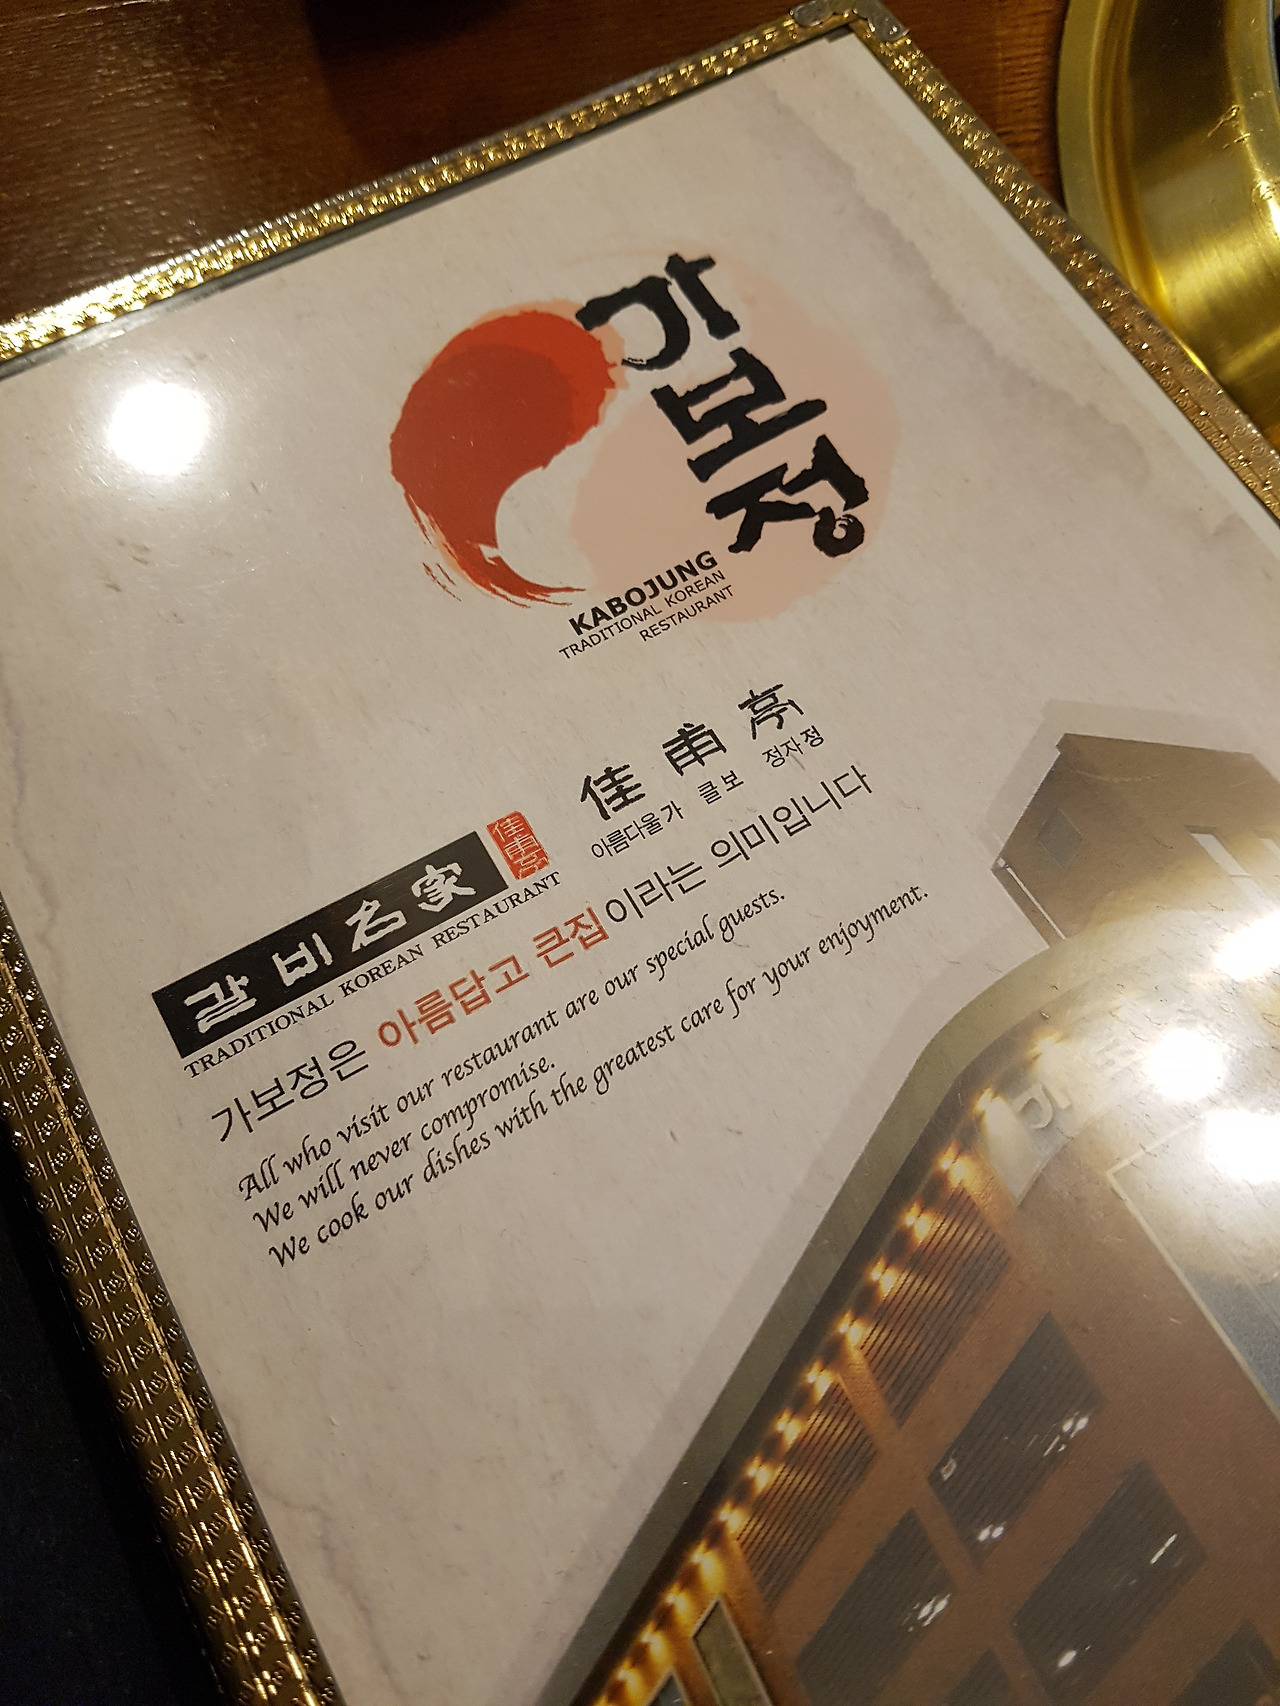 가보정
KABOJUNG
TRADITIONAL KOREAN
RESTAURANT
佳甫亭
아름다울 가 클 보 정자 정
갈비名家 佳甫亭
TRADITIONAL KOREAN RESTAURANT
가보정은 아름답고 큰집이라는 의미입니다
All who visit our restaurant are our special guests.
We will never compromise.
We cook our dishes with the greatest care for your enjoyment.